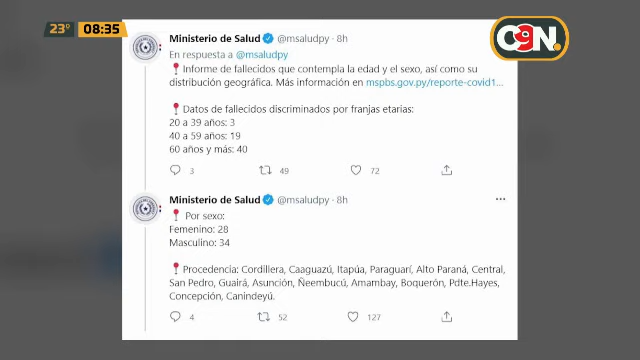 23° 08:35
C9N.
Ministerio de Salud @msaludpy · 8h
En respuesta a @msaludpy
📍Informe de fallecidos que contempla la edad y el sexo, así como su
distribución geográfica. Más información en mspbs.gov.py/reporte-covid1...
📍Datos de fallecidos discriminados por franjas etarias:
20 a 39 años: 3
40 a 59 años: 19
60 años y más: 40
3 49 72
Ministerio de Salud @msaludpy · 8h
📍 Por sexo:
Femenino: 28
Masculino: 34
📍Procedencia: Cordillera, Caaguazú, Itapúa, Paraguarí, Alto Paraná, Central,
San Pedro, Guairá, Asunción, Ñeembucú, Amambay, Boquerón, Pdte.Hayes,
Concepción, Canindeyú.
4 52 127